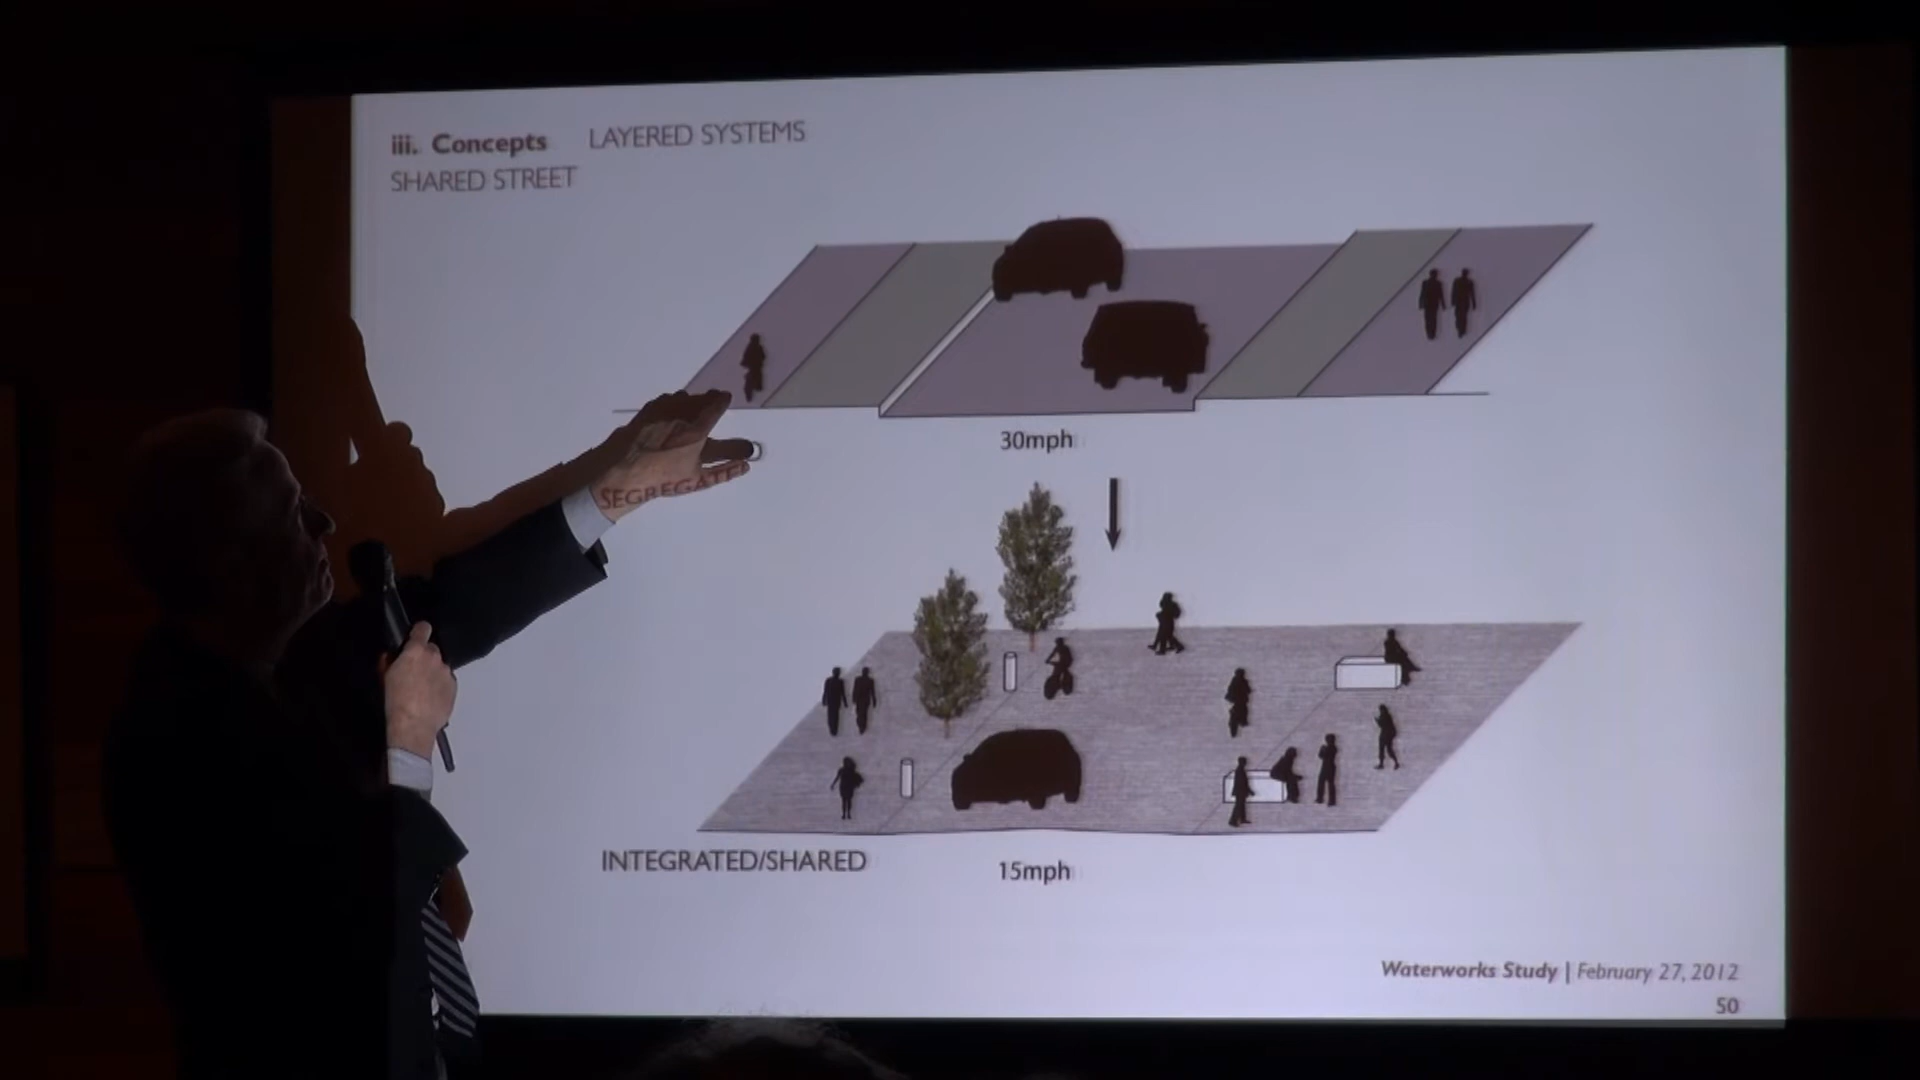 iii. Concepts LAYERED SYSTEMS
SHARED STREET
30mph
SEGREGATED
INTEGRATED/SHARED
15mph
Waterworks Study | February 27, 2012
50